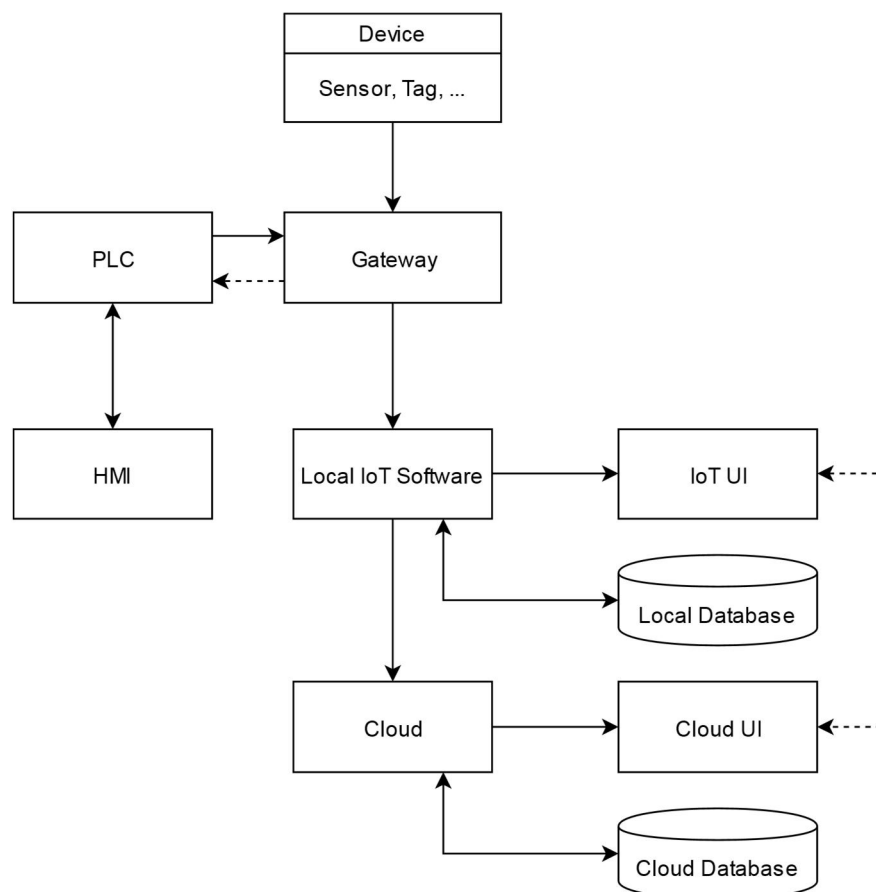 Device
Sensor, Tag, ...
PLC
Gateway
HMI
Local IoT Software
IoT UI
Local Database
Cloud
Cloud UI
Cloud Database